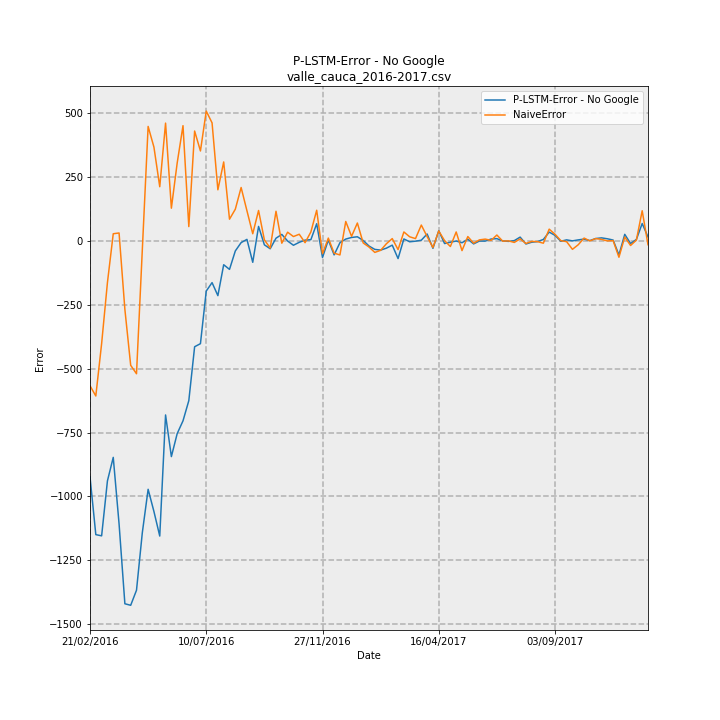 P-LSTM-Error - No Google
valle_cauca_2016-2017.csv
P-LSTM-Error - No Google
NaiveError
500
250
0
−250
−500
−750
−1000
−1250
−1500
Error
21/02/2016 10/07/2016 27/11/2016 16/04/2017 03/09/2017
Date